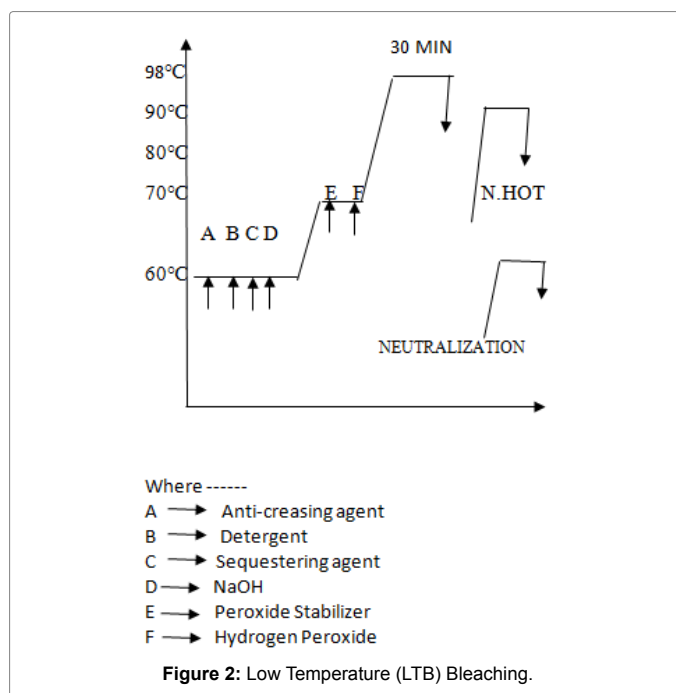 30 MIN
98°C
90°C
80°C
70°C
E F
N.HOT
A B C D
60°C
NEUTRALIZATION
Where ------
A Anti-creasing agent
B Detergent
C Sequestering agent
D NaOH
E Peroxide Stabilizer
F Hydrogen Peroxide
Figure 2: Low Temperature (LTB) Bleaching.